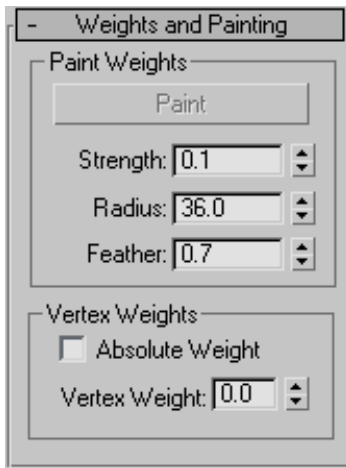 - Weights and Painting
Paint Weights
Paint
Strength: 0.1
Radius: 36.0
Feather: 0.7
Vertex Weights
Absolute Weight
Vertex Weight: 0.0